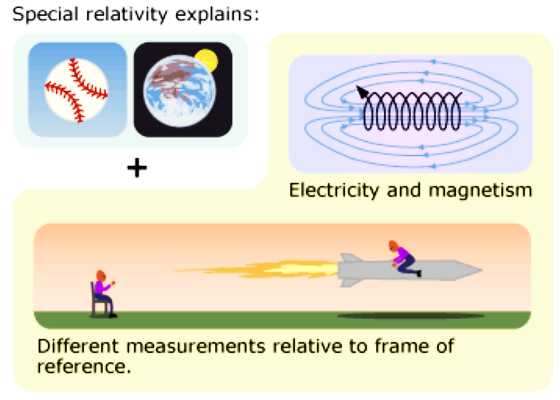 Special relativity explains:
+
Electricity and magnetism
Different measurements relative to frame of
reference.